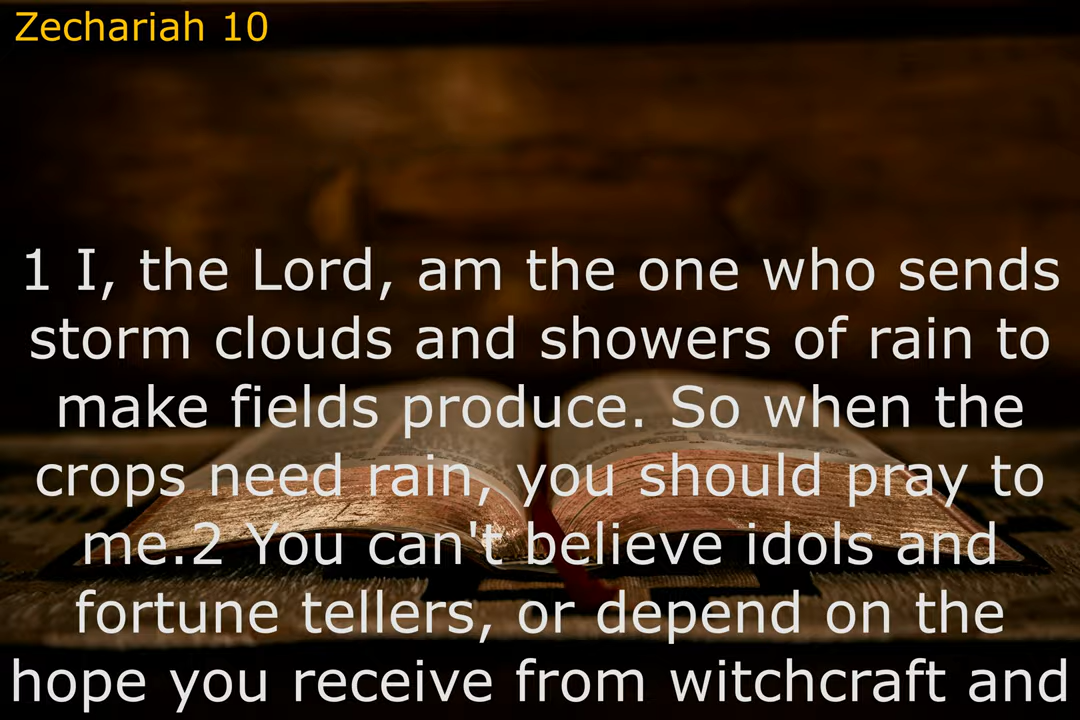 Zechariah 10
1 I, the Lord, am the one who sends
storm clouds and showers of rain to
make fields produce. So when the
crops need rain, you should pray to
me.2 You can't believe idols and
fortune tellers, or depend on the
hope you receive from witchcraft and